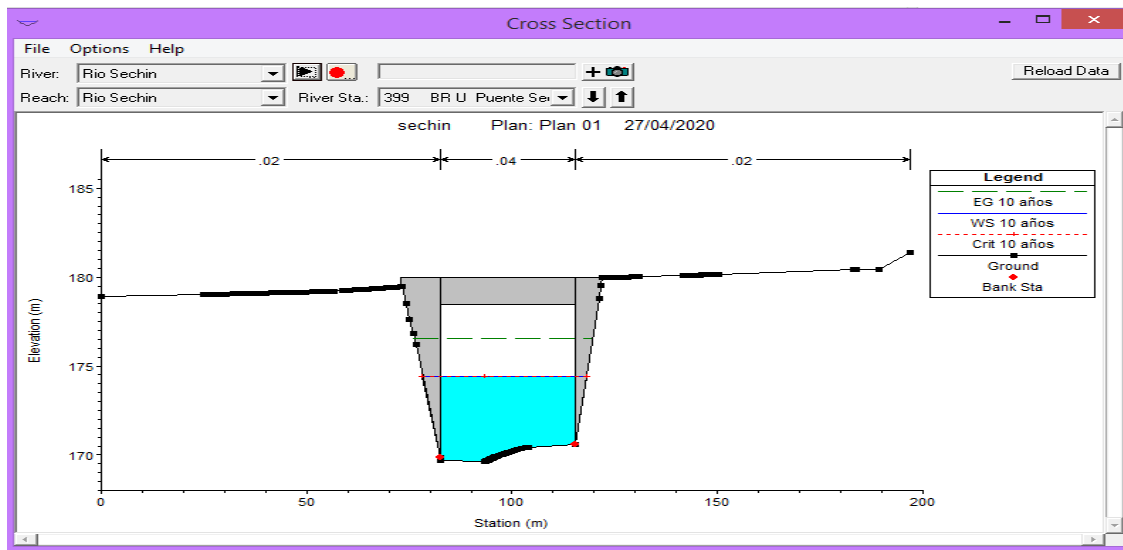 Cross Section
File Options Help
River: Rio Sechin
Reload Data
Reach: Rio Sechin River Sta.: 399 BR U Puente Se
sechin Plan: Plan 01 27/04/2020
.02 .04 .02
Legend
EG 10 años
WS 10 años
Crit 10 años
Ground
Bank Sta
185
180
175
170
Elevation (m)
0 50 100 150 200
Station (m)